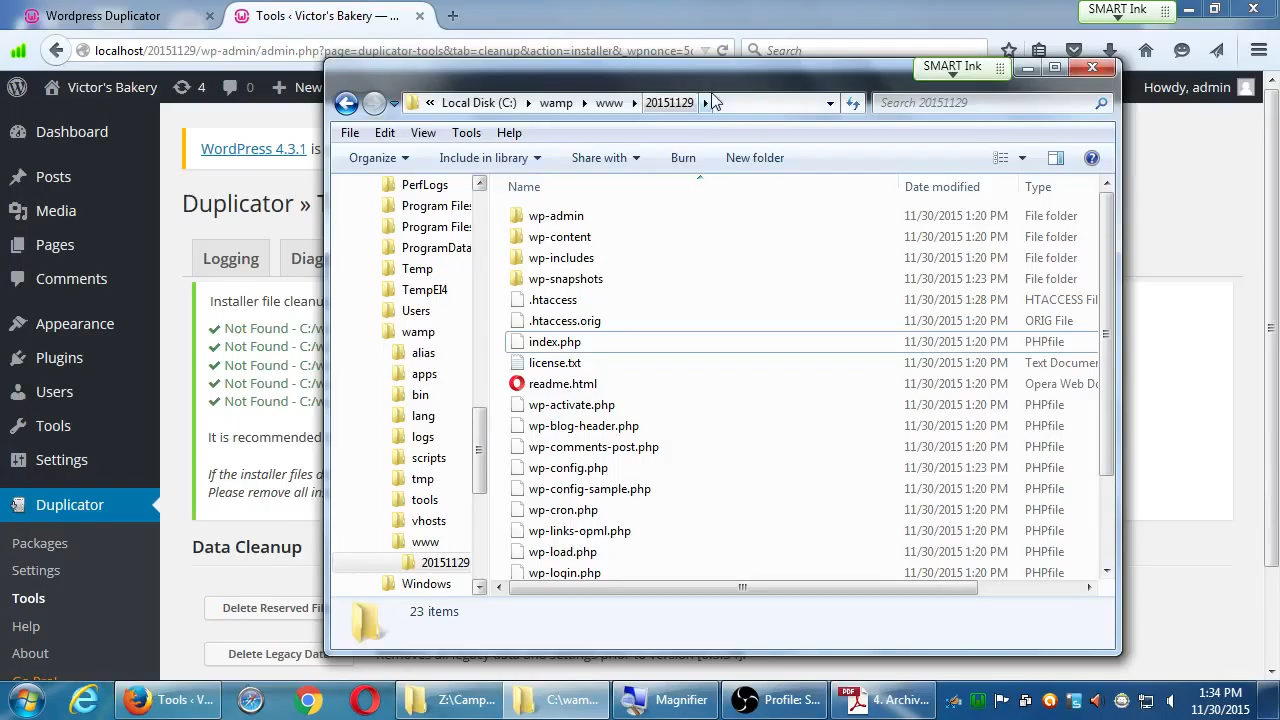 Wordpress Duplicator
Tools ‹ Victor's Bakery — ...
SMART Ink
localhost/20151129/wp-admin/admin.php?page=duplicator-tools&tab=cleanup&action=installer&_wpnonce=5
Search
Victor's Bakery
6
0
New
Howdy, admin
SMART Ink
« Local Disk (C:)
wamp
www
20151129
Search 20151129
File
Edit
View
Tools
Help
Organize
Include in library
Share with
Burn
New folder
Dashboard
Posts
Media
Pages
Comments
Appearance
Plugins
Users
Tools
Settings
Duplicator
Packages
Settings
Tools
Help
About
WordPress 4.3.1 is
Duplicator » T
Logging
Diag
Installer file cleanu
Not Found - C:/w
Not Found - C:/w
Not Found - C:/w
Not Found - C:/w
Not Found - C:/w
It is recommended
If the installer files d
Please remove all in
Data Cleanup
Delete Reserved Fi
Delete Legacy Dat
PerfLogs
Program Files
Program Files
ProgramData
Temp
TempEI4
Users
wamp
alias
apps
bin
lang
logs
scripts
tmp
tools
vhosts
www
20151129
Windows
Name Date modified Type
wp-admin 11/30/2015 1:20 PM File folder
wp-content 11/30/2015 1:20 PM File folder
wp-includes 11/30/2015 1:20 PM File folder
wp-snapshots 11/30/2015 1:23 PM File folder
.htaccess 11/30/2015 1:28 PM HTACCESS Fil
.htaccess.orig 11/30/2015 1:20 PM ORIG File
index.php 11/30/2015 1:20 PM PHPfile
license.txt 11/30/2015 1:20 PM Text Documer
readme.html 11/30/2015 1:20 PM Opera Web Do
wp-activate.php 11/30/2015 1:20 PM PHPfile
wp-blog-header.php 11/30/2015 1:20 PM PHPfile
wp-comments-post.php 11/30/2015 1:20 PM PHPfile
wp-config.php 11/30/2015 1:23 PM PHPfile
wp-config-sample.php 11/30/2015 1:20 PM PHPfile
wp-cron.php 11/30/2015 1:20 PM PHPfile
wp-links-opml.php 11/30/2015 1:20 PM PHPfile
wp-load.php 11/30/2015 1:20 PM PHPfile
wp-login.php 11/30/2015 1:20 PM PHPfile
23 items
Tools ‹ V...
Z:\Camp...
C:\wam...
Magnifier
Profile: S...
4. Archiv...
1:34 PM
11/30/2015